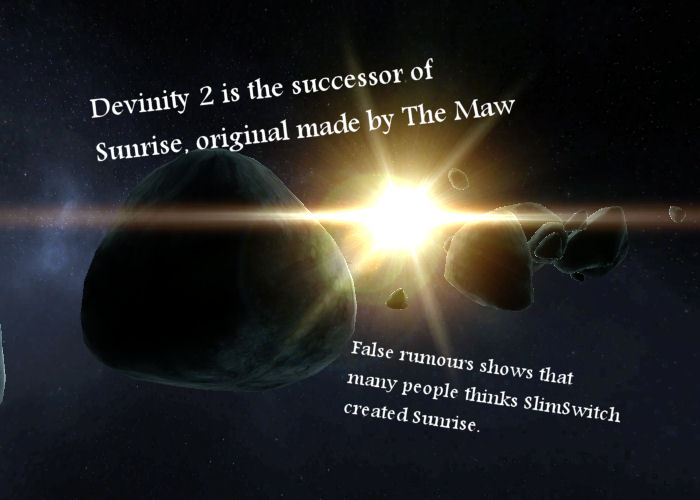 Devinity 2 is the successor of
Sunrise, original made by The Maw
False rumours shows that
many people thinks SlimSwitch
created Sunrise.